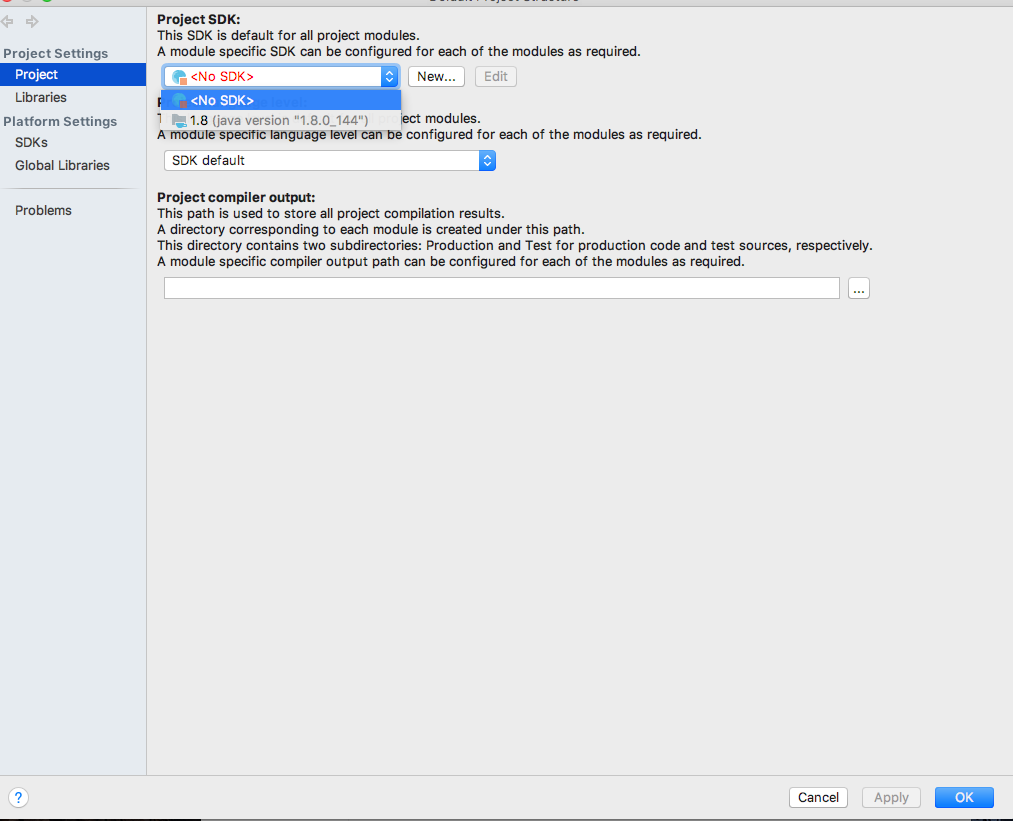 Project SDK:
This SDK is default for all project modules.
A module specific SDK can be configured for each of the modules as required.
Project Settings
Project
Libraries
Platform Settings
SDKs
Global Libraries
Problems
<No SDK>
New...
Edit
<No SDK>
1.8 (java version "1.8.0_144")
ject modules.
A module specific language level can be configured for each of the modules as required.
SDK default
Project compiler output:
This path is used to store all project compilation results.
A directory corresponding to each module is created under this path.
This directory contains two subdirectories: Production and Test for production code and test sources, respectively.
A module specific compiler output path can be configured for each of the modules as required.
...
?
Cancel
Apply
OK